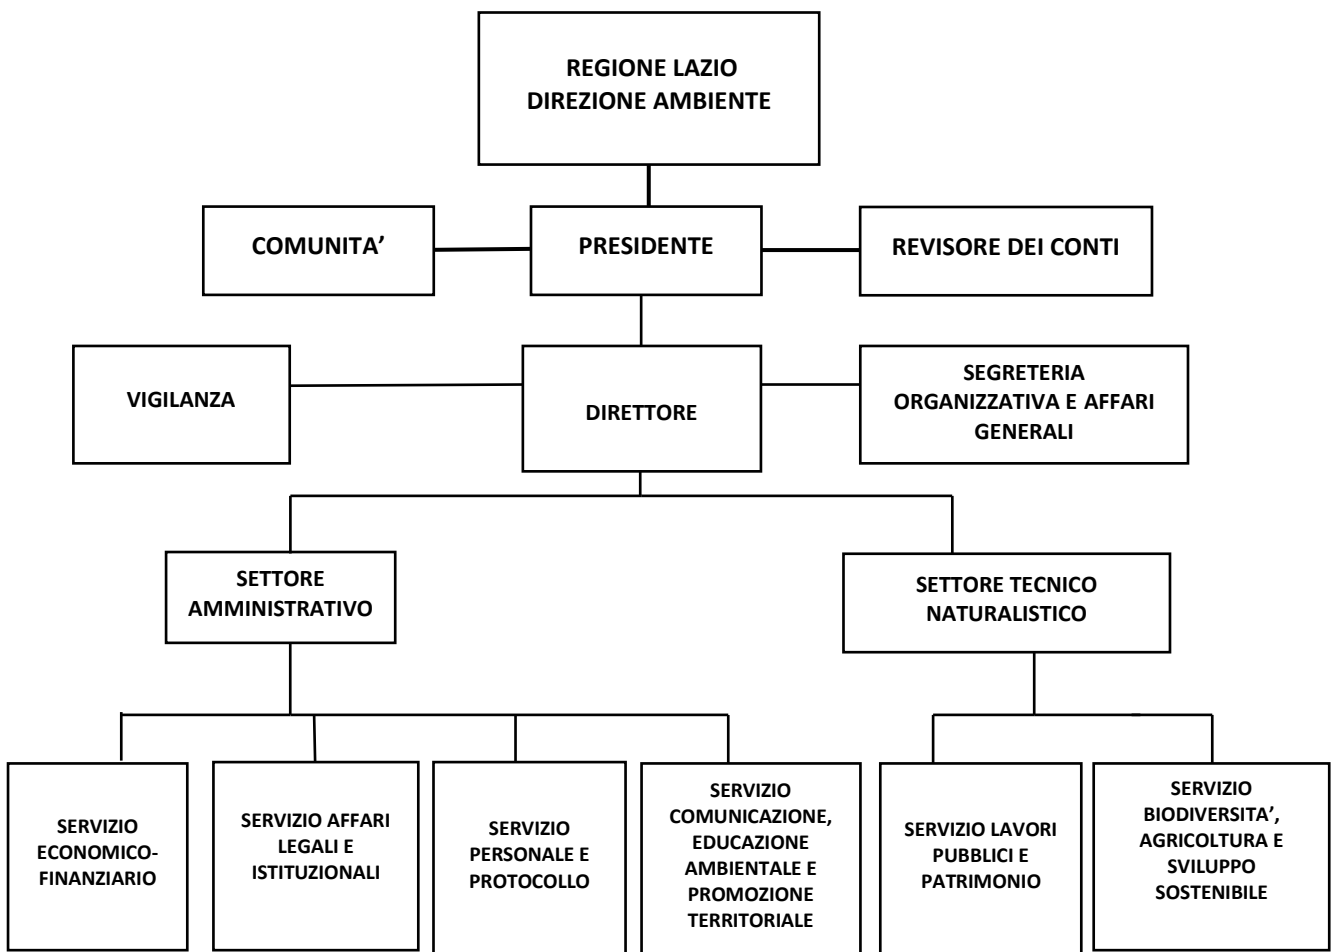 REGIONE LAZIO
DIREZIONE AMBIENTE
COMUNITA’
PRESIDENTE
REVISORE DEI CONTI
VIGILANZA
DIRETTORE
SEGRETERIA
ORGANIZZATIVA E AFFARI
GENERALI
SETTORE
AMMINISTRATIVO
SETTORE TECNICO
NATURALISTICO
SERVIZIO
ECONOMICO-
FINANZIARIO
SERVIZIO AFFARI
LEGALI E
ISTITUZIONALI
SERVIZIO
PERSONALE E
PROTOCOLLO
SERVIZIO
COMUNICAZIONE,
EDUCAZIONE
AMBIENTALE E
PROMOZIONE
TERRITORIALE
SERVIZIO LAVORI
PUBBLICI E
PATRIMONIO
SERVIZIO
BIODIVERSITA’,
AGRICOLTURA E
SVILUPPO
SOSTENIBILE